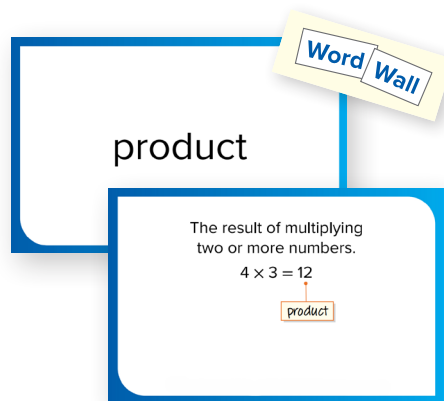 Word Wall
product
The result of multiplying
two or more numbers.
4 × 3 = 12
product